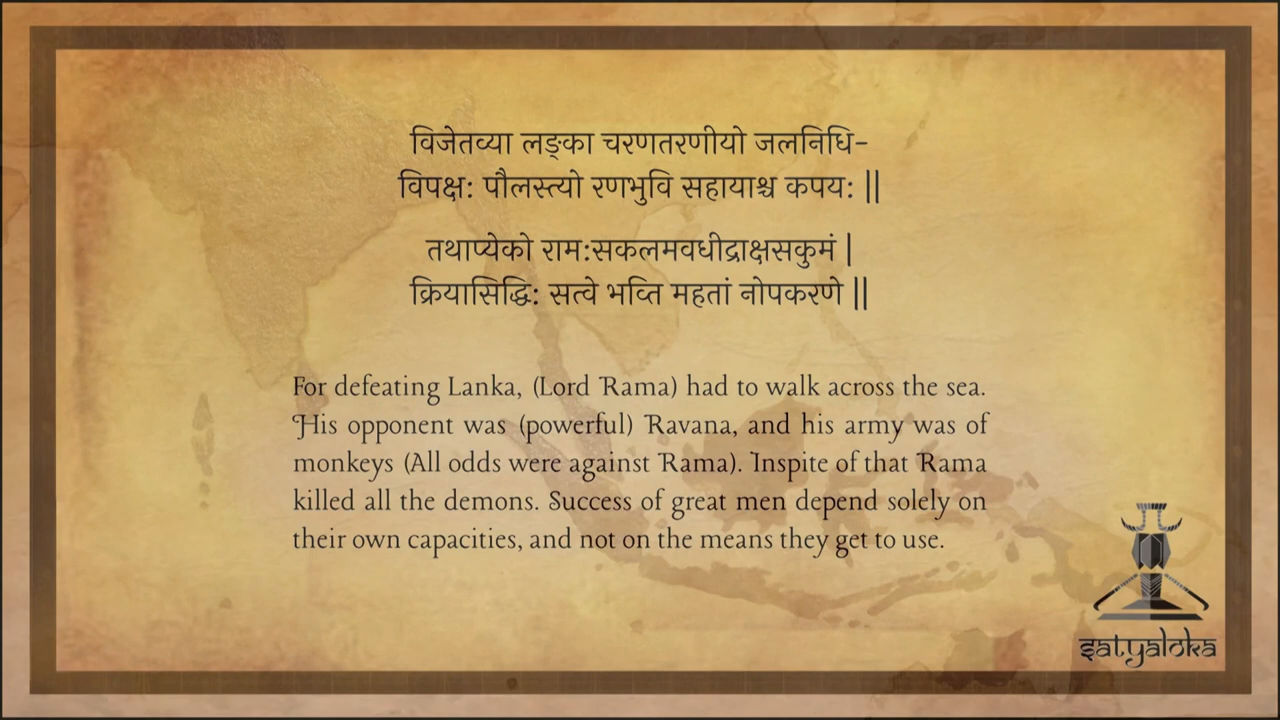 विजेतव्या लङ्का चरणतरणीयो जलनिधि-
विपक्ष: पौलस्त्यो रणभुवि सहायाश्च कपय: ||
तथाप्येको राम:सकलमवधीद्राक्षसकुमं |
क्रियासिद्धि: सत्वे भव्ति महतां नोपकरणे ||
For defeating Lanka, (Lord Rama) had to walk across the sea.
His opponent was (powerful) Ravana, and his army was of
monkeys (All odds were against Rama). Inspite of that Rama
killed all the demons. Success of great men depend solely on
their own capacities, and not on the means they get to use.
satyaloka